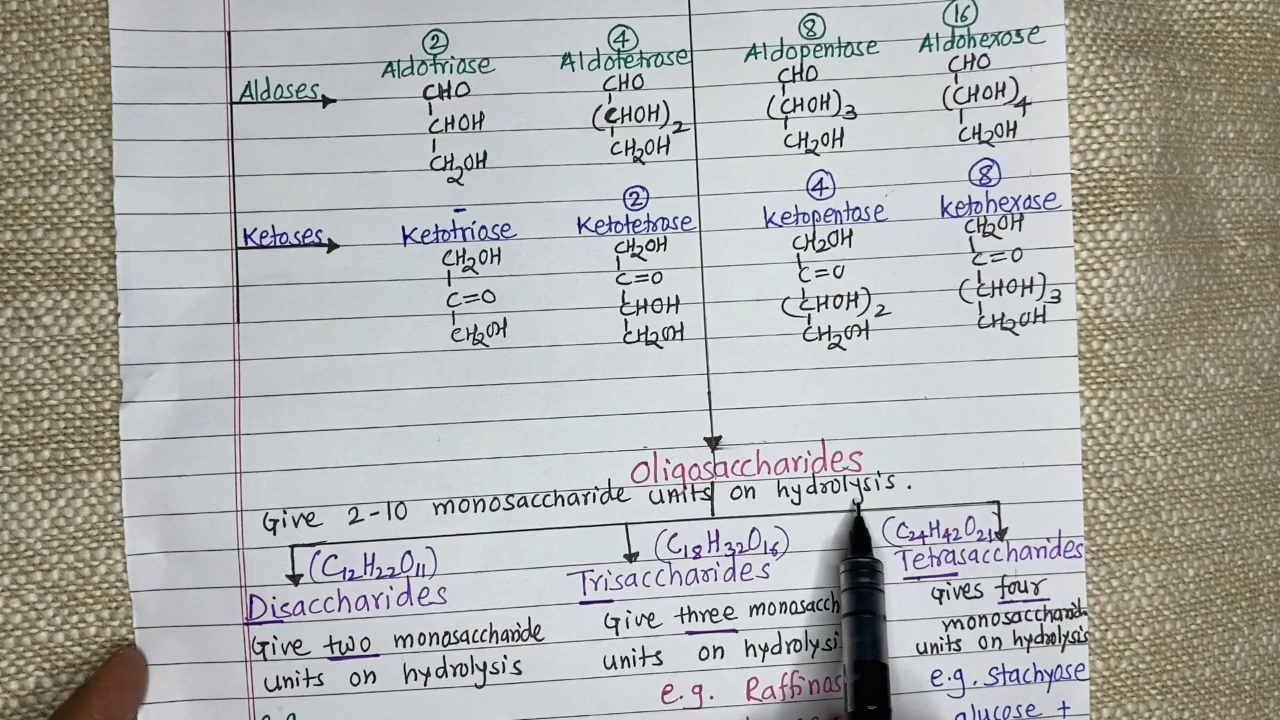 ② ④ ⑧ ⑯
Aldotriose Aldotetrose Aldopentose Aldohexose
Aldoses CHO CHO CHO CHO
CHOH (CHOH)2 (CHOH)3 (CHOH)4
CH2OH CH2OH CH2OH CH2OH
- ② ④ ⑧
Ketoses Ketotriose Ketotetrose Ketopentose Ketohexose
CH2OH CH2OH CH2OH CH2OH
C=O C=O C=O C=O
CH2OH CHOH (CHOH)2 (CHOH)3
CH2OH CH2OH CH2OH
Oligosaccharides
Give 2-10 monosaccharide units on hydrolysis.
(C12H22O11) (C18H32O16) (C24H42O21)
Disaccharides Trisaccharides Tetrasaccharides
Give two monosaccharide Give three monosacch Gives four
units on hydrolysis units on hydrolysi monosaccharid
units on hydrolysis
e.g. Raffinos e.g. Stachyose
glucose +